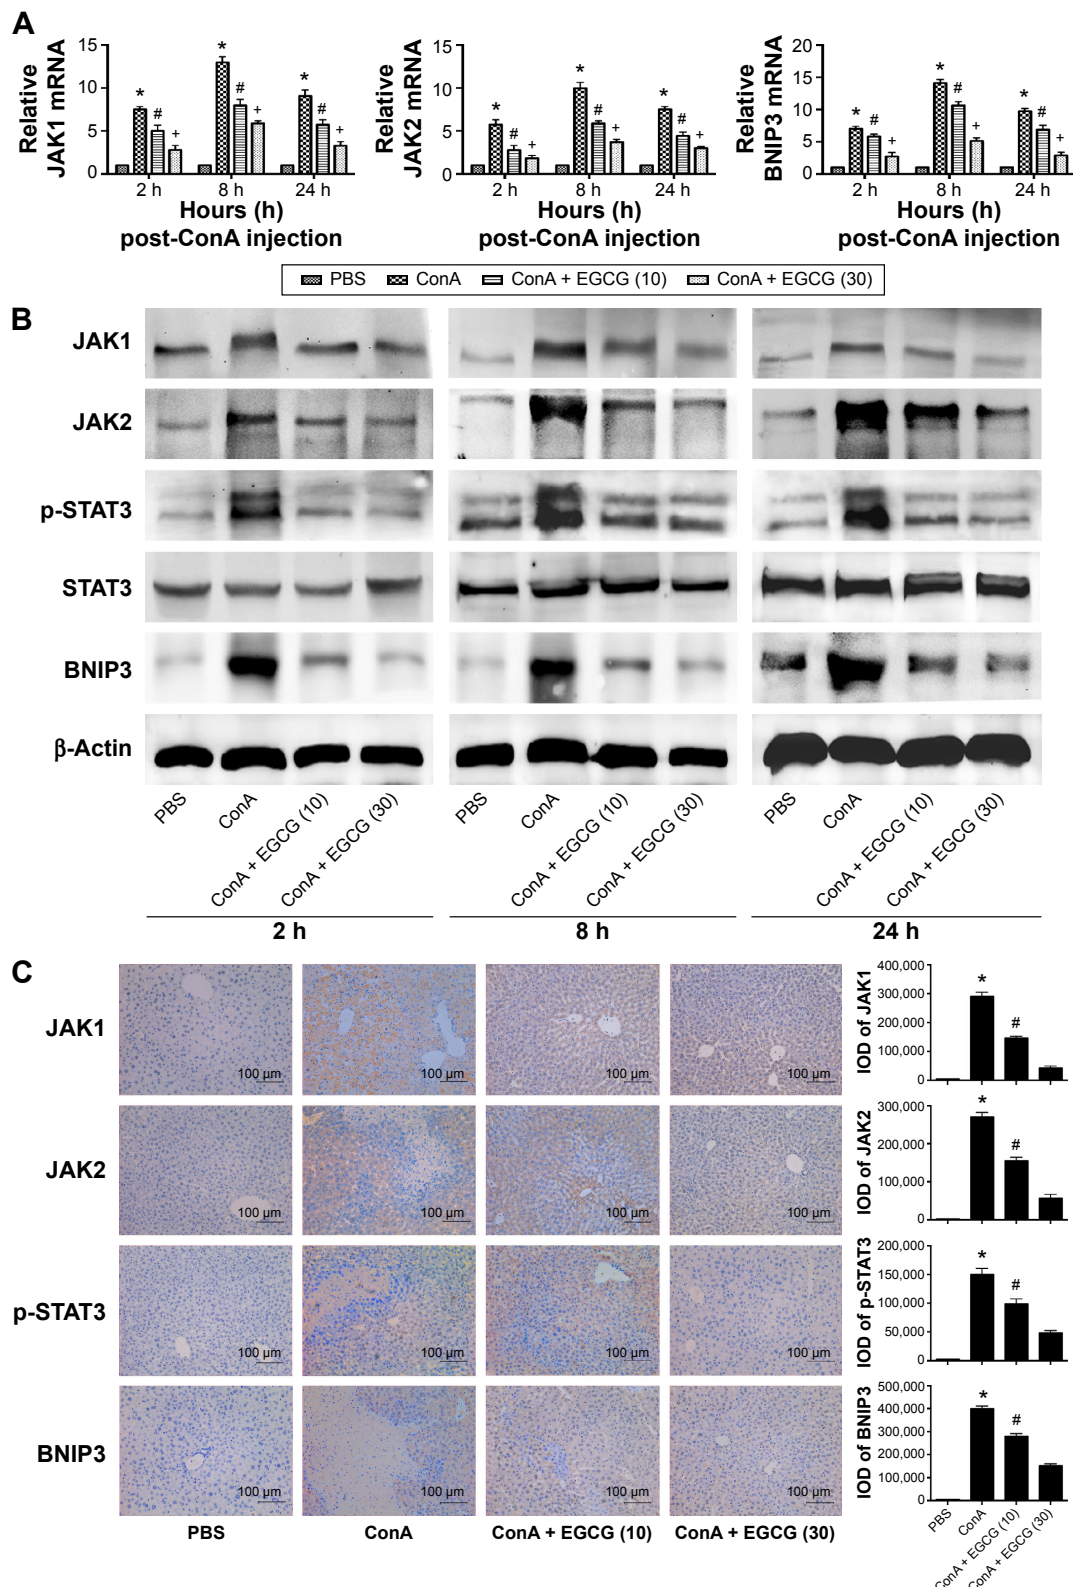 A
Relative
JAK1 mRNA
15
10
5
0
*
#
+
*
#
+
*
#
+
2 h
8 h
24 h
Hours (h)
post-ConA injection
Relative
JAK2 mRNA
15
10
5
0
*
#
+
*
#
+
*
#
+
2 h
8 h
24 h
Hours (h)
post-ConA injection
Relative
BNIP3 mRNA
20
15
10
5
0
*
#
+
*
#
+
*
#
+
2 h
8 h
24 h
Hours (h)
post-ConA injection
PBS
ConA
ConA + EGCG (10)
ConA + EGCG (30)
B
JAK1
JAK2
p-STAT3
STAT3
BNIP3
β-Actin
PBS
ConA
ConA + EGCG (10)
ConA + EGCG (30)
PBS
ConA
ConA + EGCG (10)
ConA + EGCG (30)
PBS
ConA
ConA + EGCG (10)
ConA + EGCG (30)
2 h
8 h
24 h
C
JAK1
100 µm
100 µm
100 µm
100 µm
IOD of JAK1
400,000
300,000
200,000
100,000
0
*
#
JAK2
100 µm
100 µm
100 µm
100 µm
IOD of JAK2
300,000
200,000
100,000
0
*
#
p-STAT3
100 µm
100 µm
100 µm
100 µm
IOD of p-STAT3
200,000
150,000
100,000
50,000
0
*
#
BNIP3
100 µm
100 µm
100 µm
100 µm
IOD of BNIP3
500,000
400,000
300,000
200,000
100,000
0
*
#
PBS
ConA
ConA + EGCG (10)
ConA + EGCG (30)
PBS
ConA
ConA + EGCG (10)
ConA + EGCG (30)